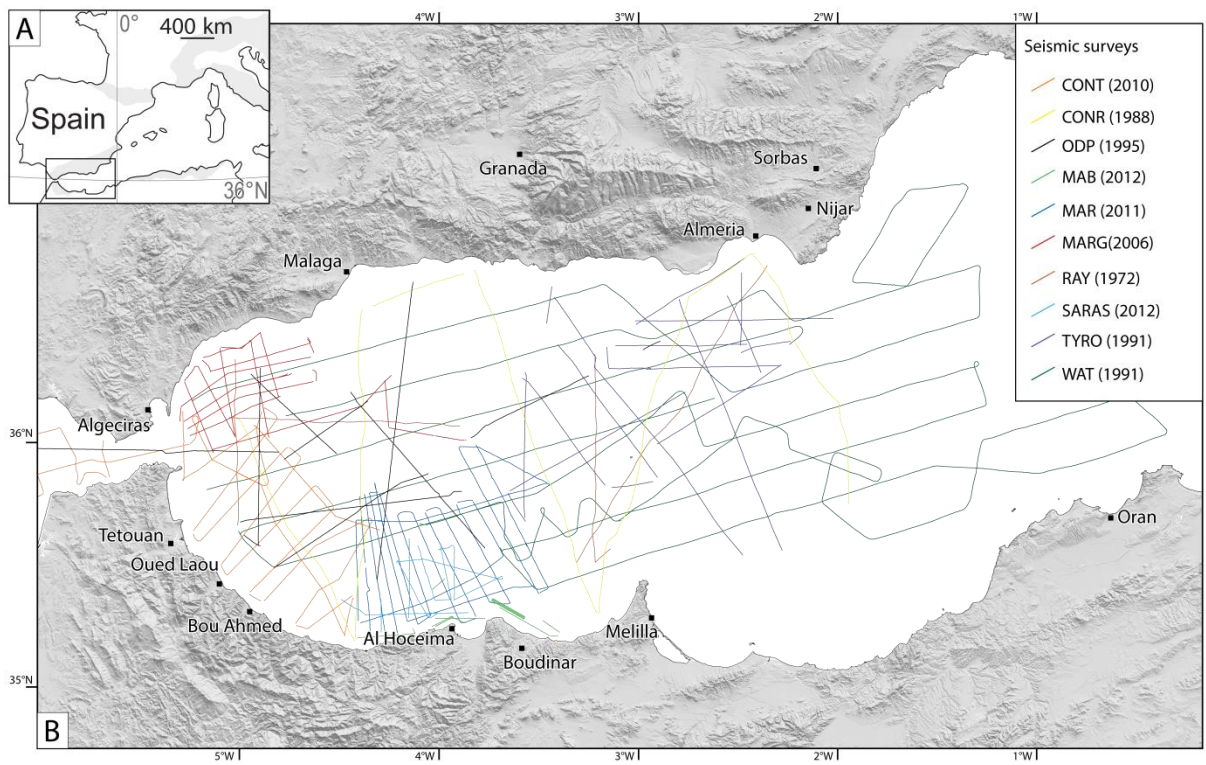 A
0°
400 km
Spain
36°N
4°W
3°W
2°W
1°W
Seismic surveys
CONT (2010)
CONR (1988)
ODP (1995)
MAB (2012)
MAR (2011)
MARG(2006)
RAY (1972)
SARAS (2012)
TYRO (1991)
WAT (1991)
Granada
Sorbas
Nijar
Almeria
Malaga
Algeciras
36°N
Tetouan
Oued Laou
Bou Ahmed
Al Hoceima
Boudinar
Melilla
Oran
35°N
B
5°W
4°W
3°W
2°W
1°W